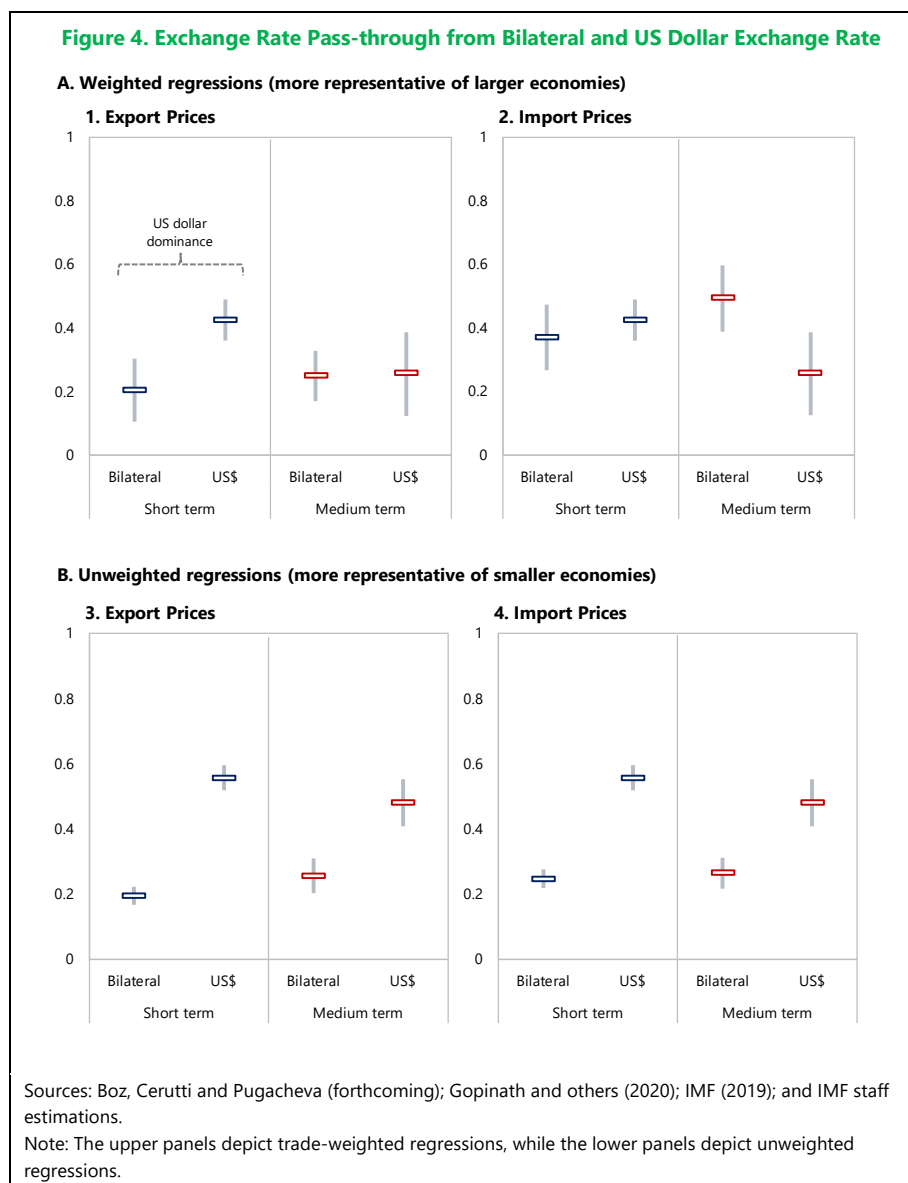 Figure 4. Exchange Rate Pass-through from Bilateral and US Dollar Exchange Rate
A. Weighted regressions (more representative of larger economies)
1. Export Prices
1
0.8
0.6
0.4
0.2
0
US dollar
dominance
Bilateral US$ Bilateral US$
Short term Medium term
2. Import Prices
1
0.8
0.6
0.4
0.2
0
Bilateral US$ Bilateral US$
Short term Medium term
B. Unweighted regressions (more representative of smaller economies)
3. Export Prices
1
0.8
0.6
0.4
0.2
0
Bilateral US$ Bilateral US$
Short term Medium term
4. Import Prices
1
0.8
0.6
0.4
0.2
0
Bilateral US$ Bilateral US$
Short term Medium term
Sources: Boz, Cerutti and Pugacheva (forthcoming); Gopinath and others (2020); IMF (2019); and IMF staff
estimations.
Note: The upper panels depict trade-weighted regressions, while the lower panels depict unweighted
regressions.